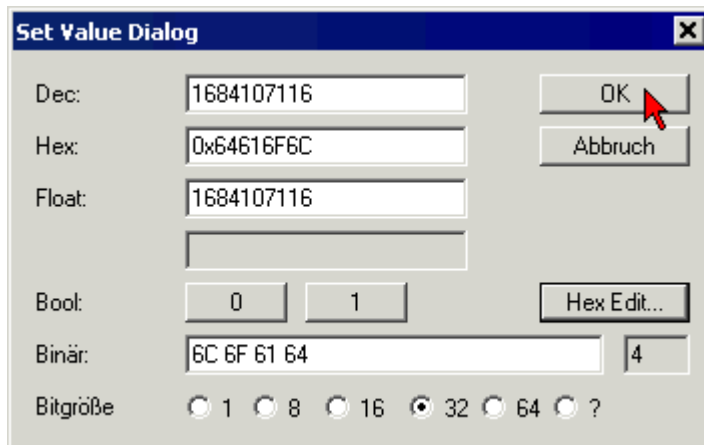 Set Value Dialog
Dec: 1684107116 OK
Hex: 0x64616F6C Abbruch
Float: 1684107116
Bool: 0 1 Hex Edit...
Binär: 6C 6F 61 64 4
Bitgröße 1 8 16 32 64 ?